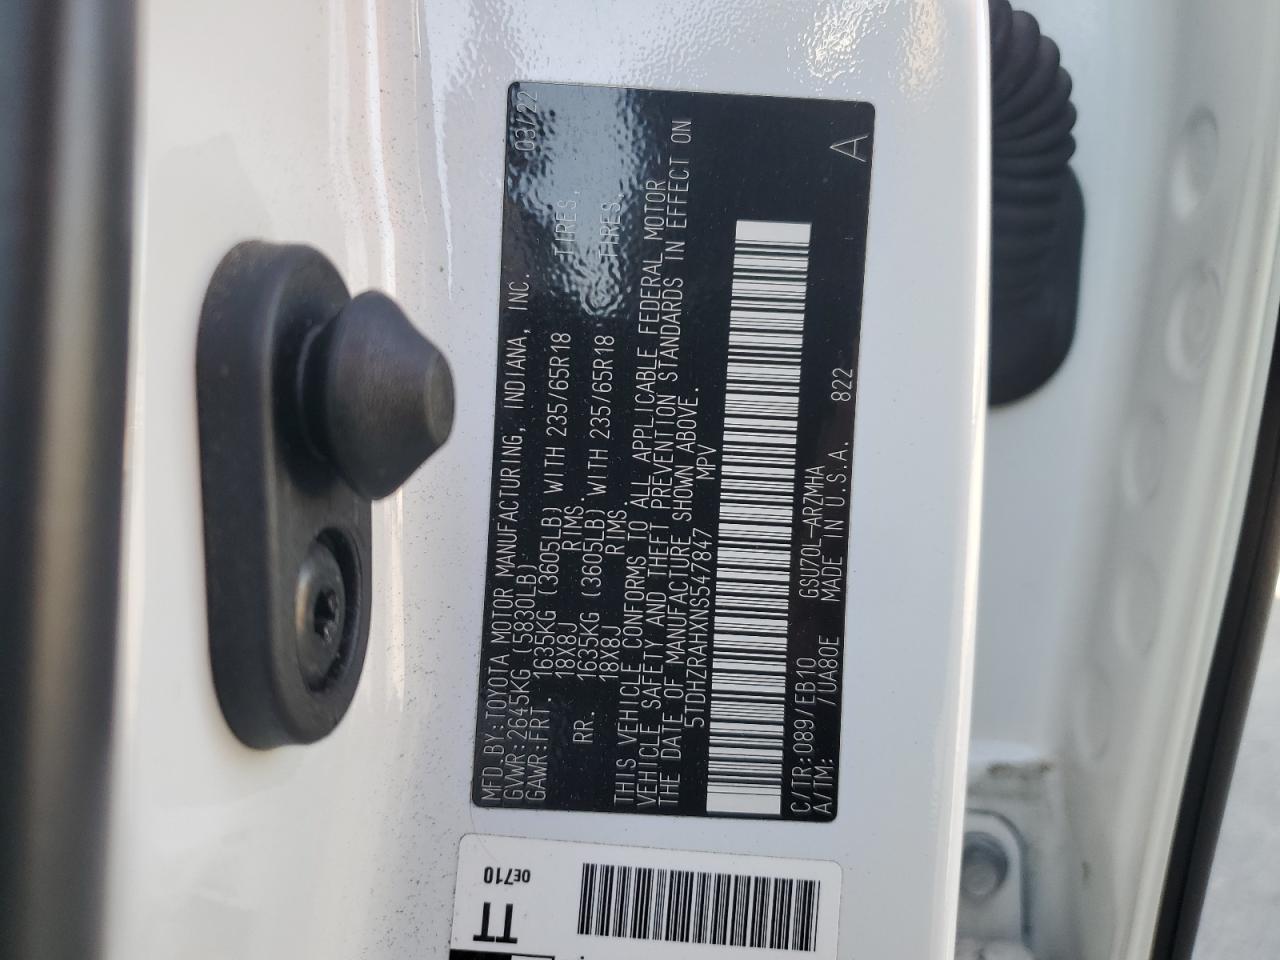 MFD.BY:TOYOTA MOTOR MANUFACTURING, INDIANA, INC. 03/22
GVWR:2645KG (5830LB)
GAWR:FRT. 1635KG (3605LB) WITH 235/65R18 TIRES,
18X8J RIMS.
RR. 1635KG (3605LB) WITH 235/65R18 TIRES,
18X8J RIMS.
THIS VEHICLE CONFORMS TO ALL APPLICABLE FEDERAL MOTOR
VEHICLE SAFETY AND THEFT PREVENTION STANDARDS IN EFFECT ON
THE DATE OF MANUFACTURE SHOWN ABOVE.
5TDHZRAHXNS547847 MPV
C/TR:089/EB10 GSU70L-ARZMHA
A/TM: /UA80E MADE IN U.S.A. 822 A
0E710
TT